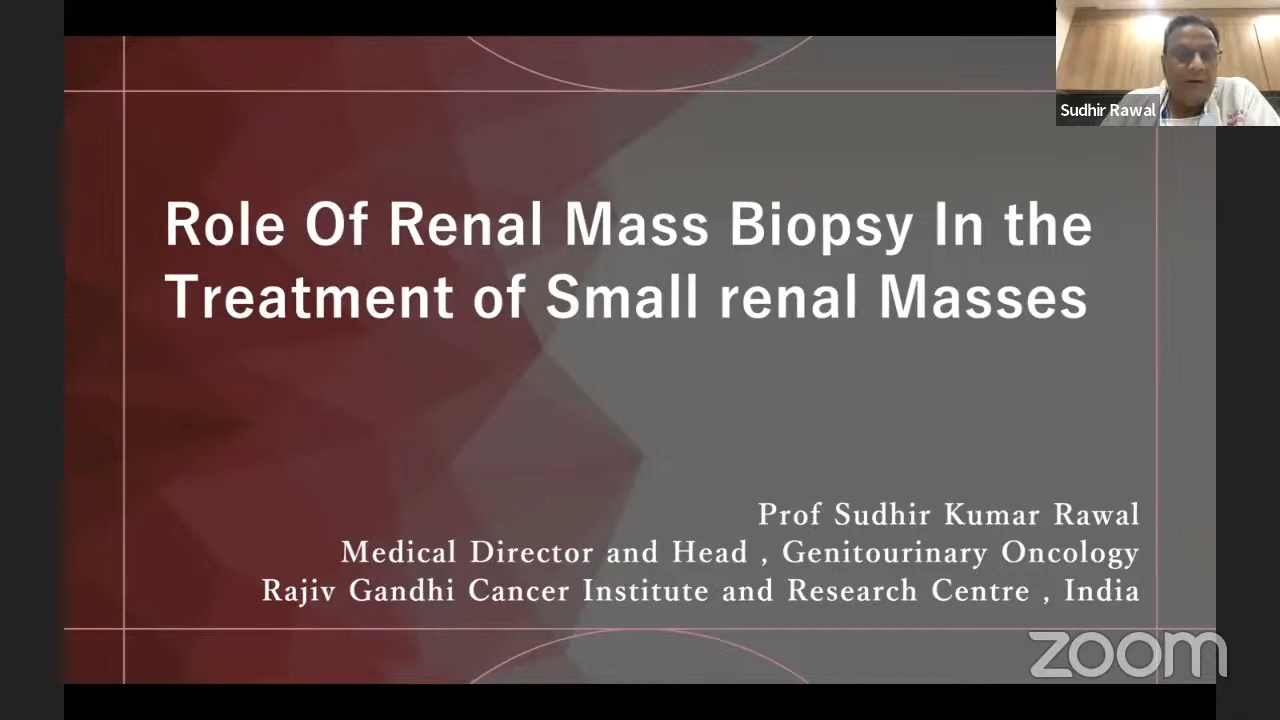 Sudhir Rawal
Role Of Renal Mass Biopsy In the
Treatment of Small renal Masses
Prof Sudhir Kumar Rawal
Medical Director and Head , Genitourinary Oncology
Rajiv Gandhi Cancer Institute and Research Centre , India
zoom